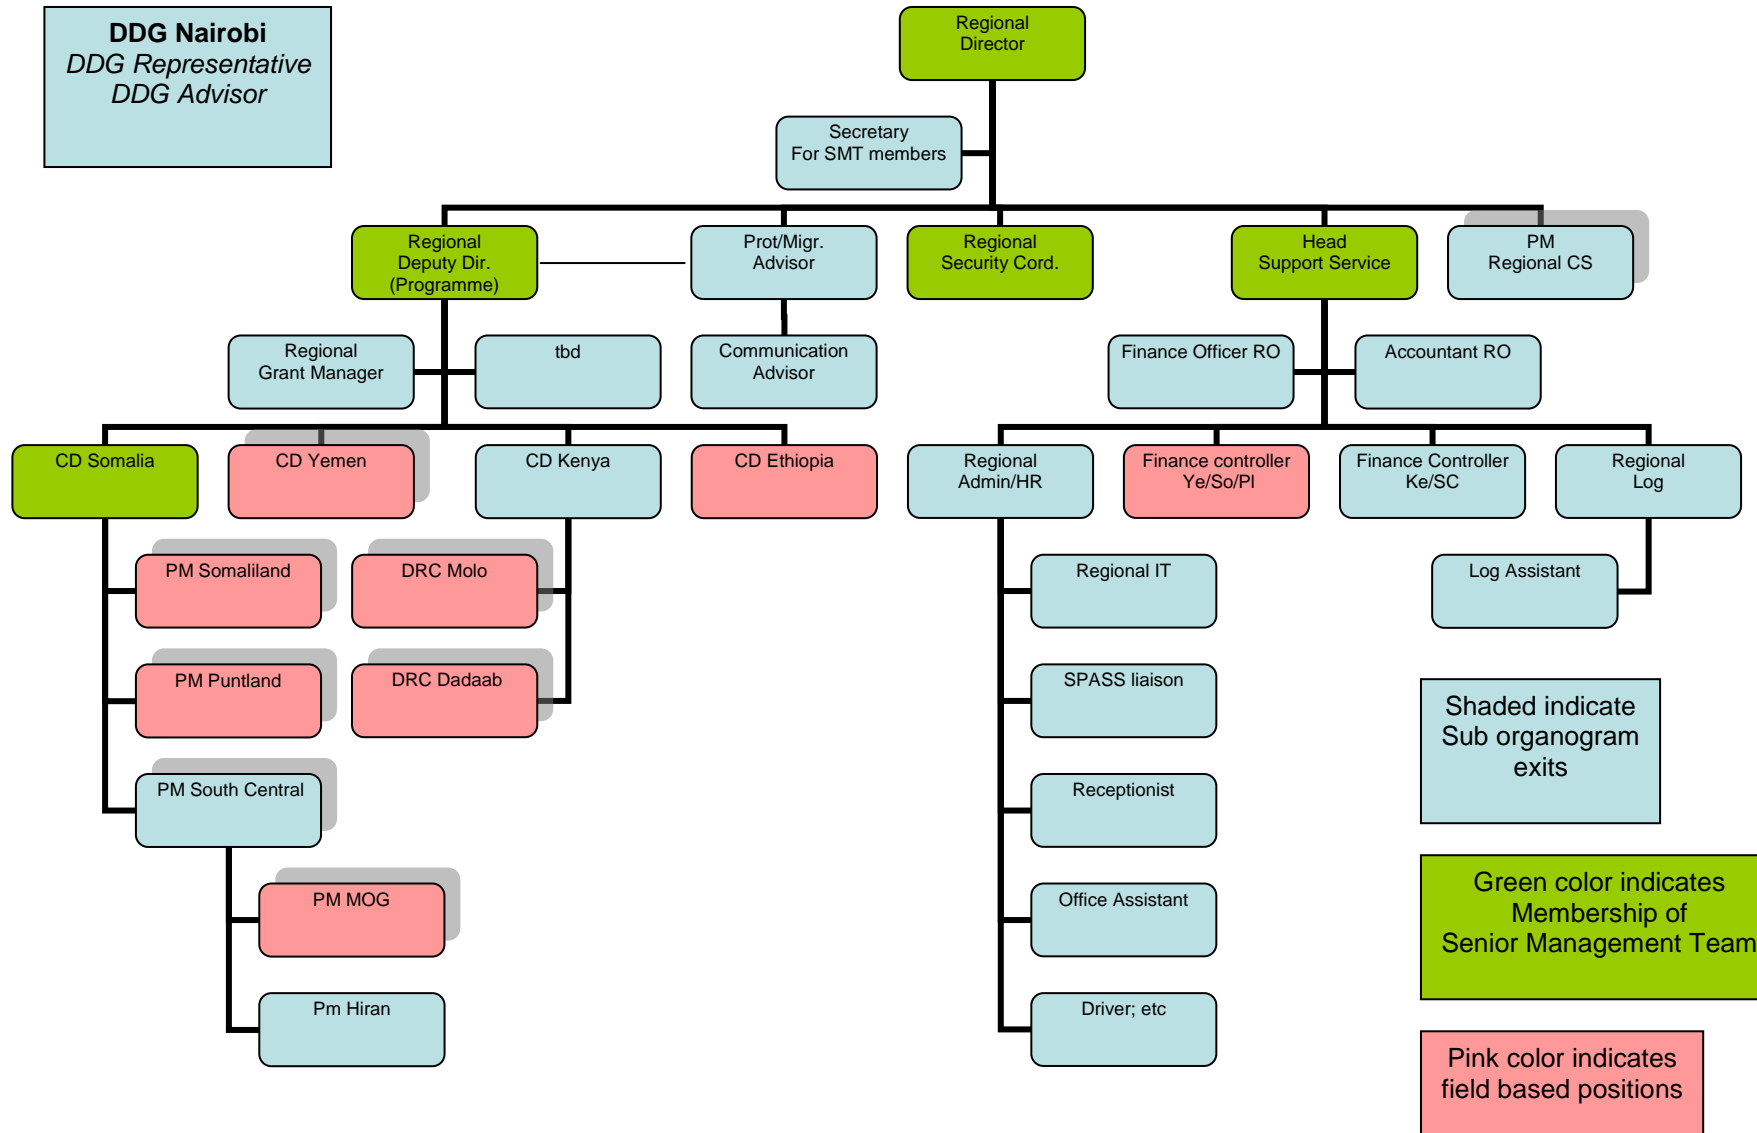 DDG Nairobi
DDG Representative
DDG Advisor
Regional
Director
Secretary
For SMT members
Regional
Deputy Dir.
(Programme)
Prot/Migr.
Advisor
Regional
Security Cord.
Head
Support Service
PM
Regional CS
Regional
Grant Manager
tbd
Communication
Advisor
Finance Officer RO
Accountant RO
CD Somalia
CD Yemen
CD Kenya
CD Ethiopia
Regional
Admin/HR
Finance controller
Ye/So/Pl
Finance Controller
Ke/SC
Regional
Log
PM Somaliland
DRC Molo
Regional IT
Log Assistant
PM Puntland
DRC Dadaab
SPASS liaison
Shaded indicate
Sub organogram
exits
PM South Central
Receptionist
PM MOG
Office Assistant
Green color indicates
Membership of
Senior Management Team
Pm Hiran
Driver; etc
Pink color indicates
field based positions